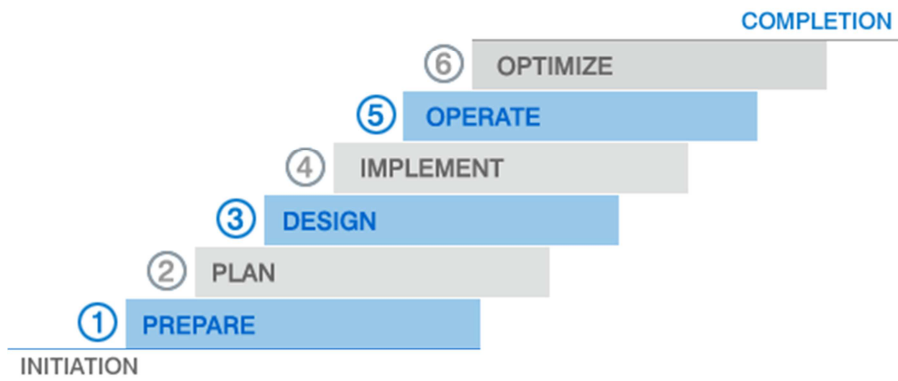 COMPLETION
6 OPTIMIZE
5 OPERATE
4 IMPLEMENT
3 DESIGN
2 PLAN
1 PREPARE
INITIATION